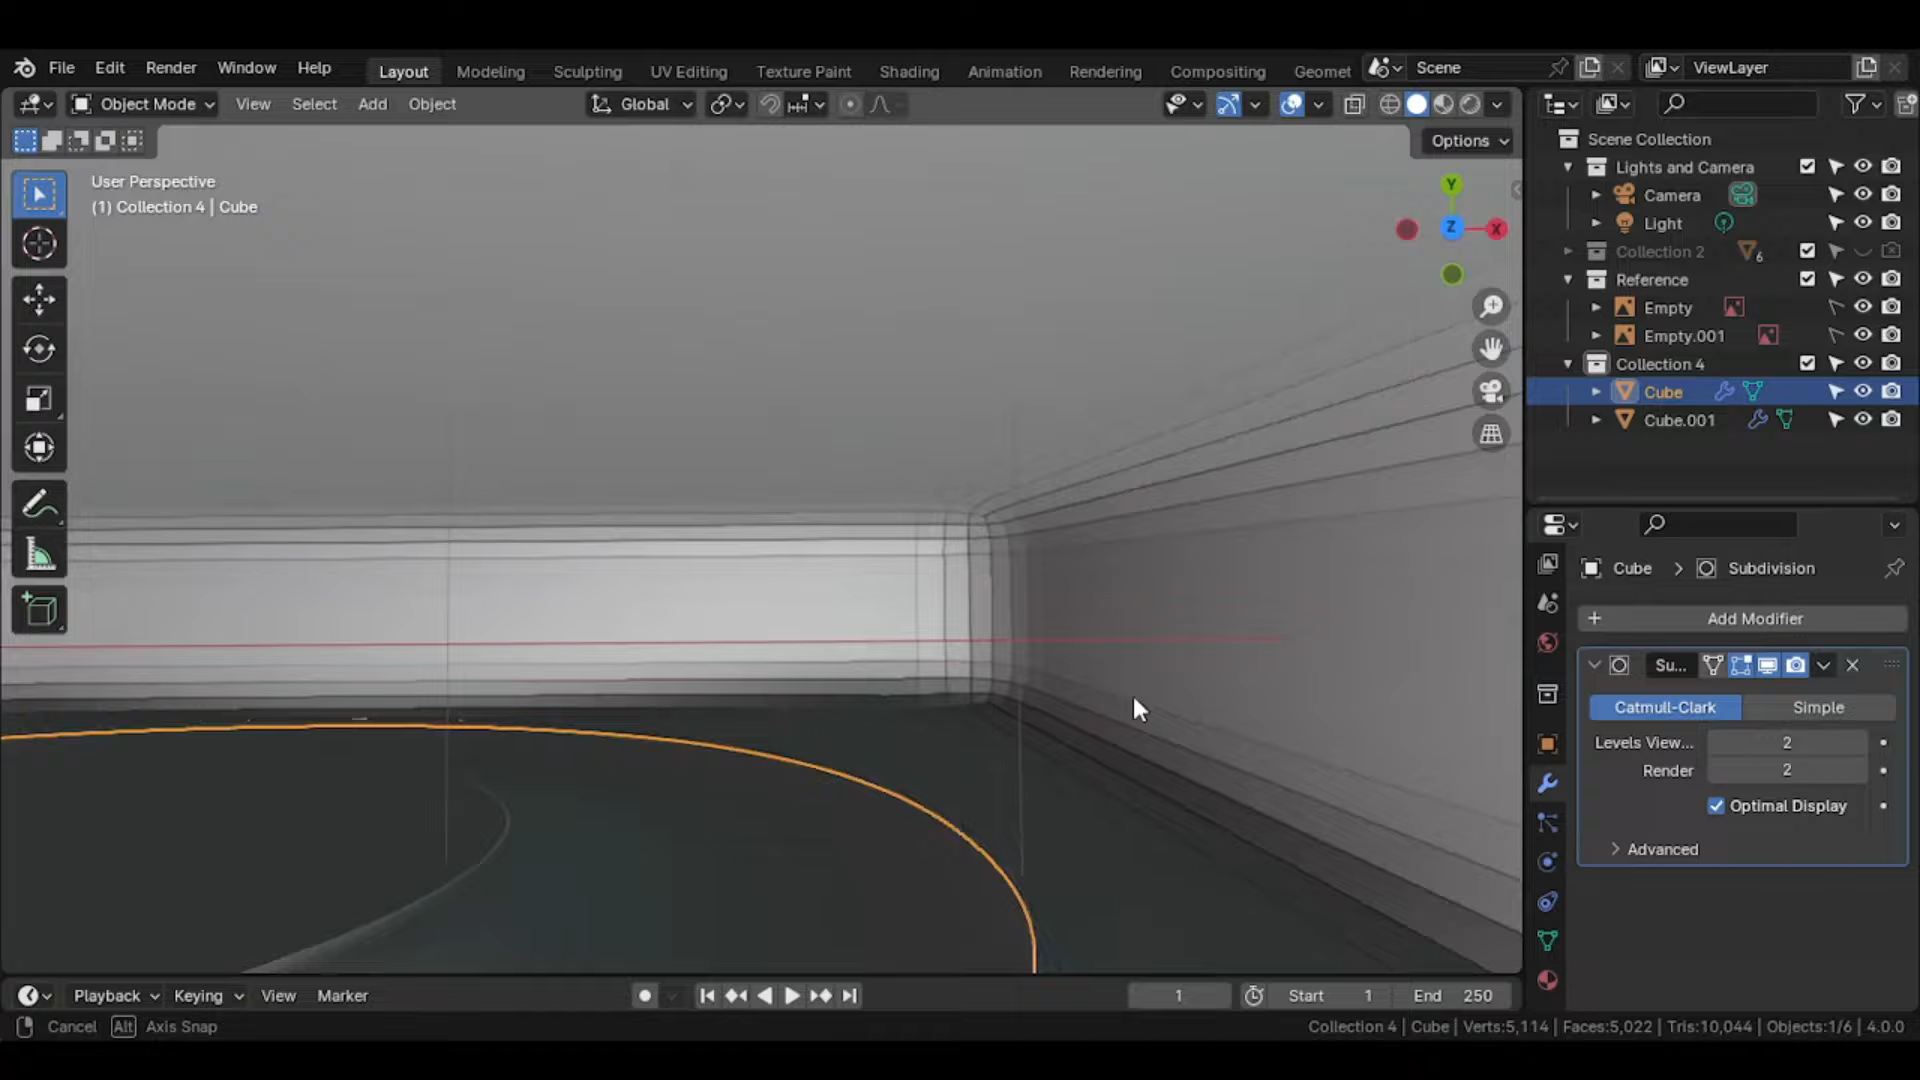 File Edit Render Window Help Layout Modeling Sculpting UV Editing Texture Paint Shading Animation Rendering Compositing Geomet Scene ViewLayer
Object Mode View Select Add Object Global
Options
User Perspective
(1) Collection 4 | Cube
Y
Z
X
Scene Collection
Lights and Camera
Camera
Light
Collection 2 6
Reference
Empty
Empty.001
Collection 4
Cube
Cube.001
Cube > Subdivision
+ Add Modifier
Su...
Catmull-Clark Simple
Levels View... 2
Render 2
Optimal Display
Advanced
Playback Keying View Marker 1 Start 1 End 250
Cancel Alt Axis Snap Collection 4 | Cube | Verts:5,114 | Faces:5,022 | Tris:10,044 | Objects:1/6 | 4.0.0